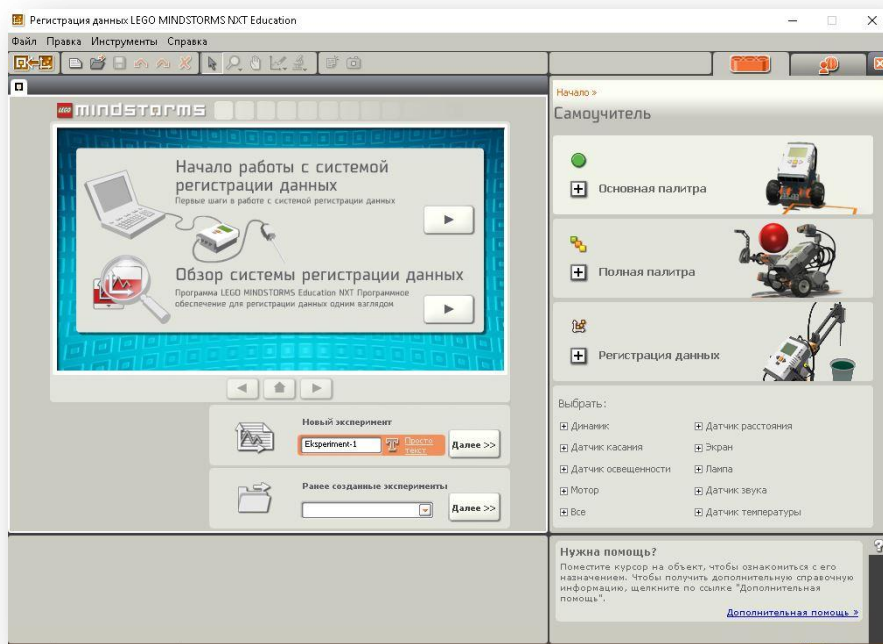 Регистрация данных LEGO MINDSTORMS NXT Education
Файл Правка Инструменты Справка
LEGO mindstorms
Начало работы с системой
регистрации данных
Первые шаги в работе с системой регистрации данных
Обзор системы регистрации данных
Программа LEGO MINDSTORMS Education NXT Программное
обеспечение для регистрации данных одним взглядом
Новый эксперимент
Eksperiment-1
Просто
текст
Далее >>
Ранее созданные эксперименты
Далее >>
Начало »
Самоучитель
Основная палитра
Полная палитра
Регистрация данных
Выбрать:
Динамик
Датчик расстояния
Датчик касания
Экран
Датчик освещенности
Лампа
Мотор
Датчик звука
Все
Датчик температуры
Нужна помощь?
Поместите курсор на объект, чтобы ознакомиться с его
назначением. Чтобы получить дополнительную справочную
информацию, щелкните по ссылке "Дополнительная
помощь".
Дополнительная помощь »